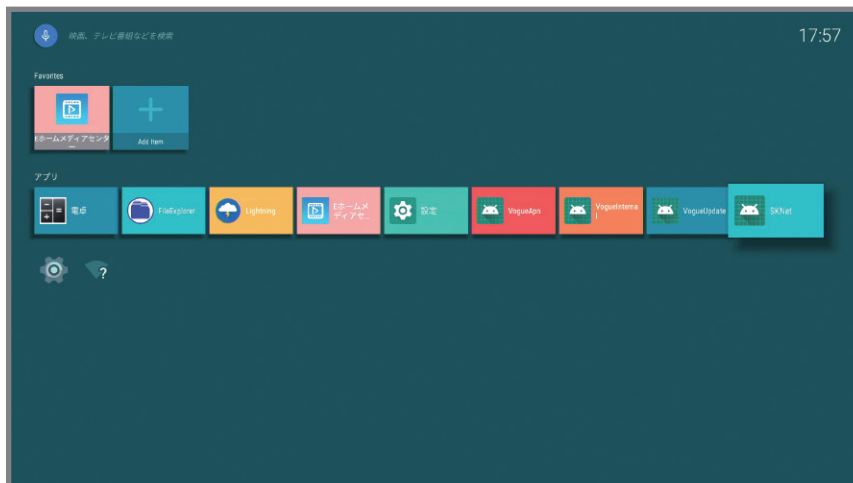 映画、テレビ番組などを検索
17:57
Favorites
Eホームメディアセンタ
ー
Add Item
アプリ
電卓
FileExplorer
Lightning
Eホームメ
ディアセ...
設定
VogueApn
VogueInterna
l
VogueUpdate
SKNet
?